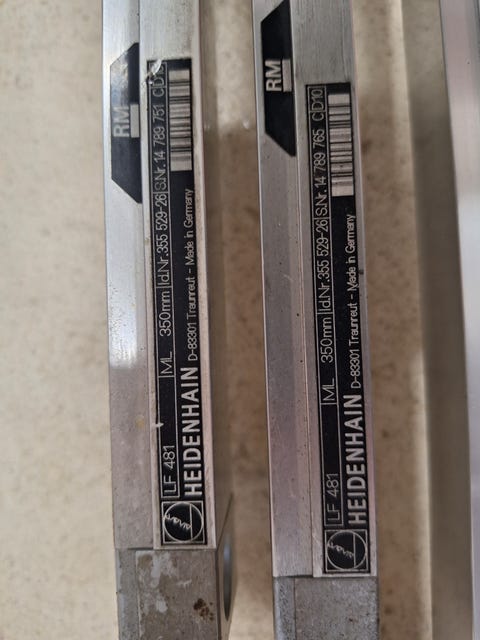 RM
LF 481 ML 350mm Id.Nr.355 529-26 S.Nr.14 789 751 C
HEIDENHAIN D-83301 Traunreut - Made in Germany
RM
LF 481 ML 350mm Id.Nr.355 529-26 S.Nr.14 789 765 C D10
HEIDENHAIN D-83301 Traunreut - Made in Germany